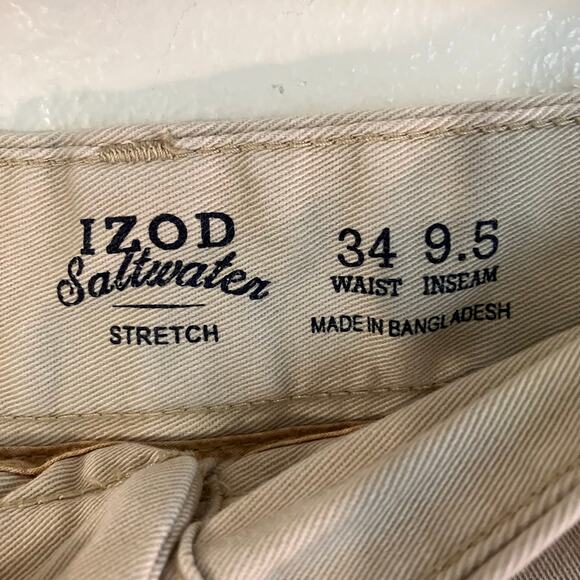 IZOD
Saltwater
STRETCH
34 9.5
WAIST INSEAM
MADE IN BANGLADESH